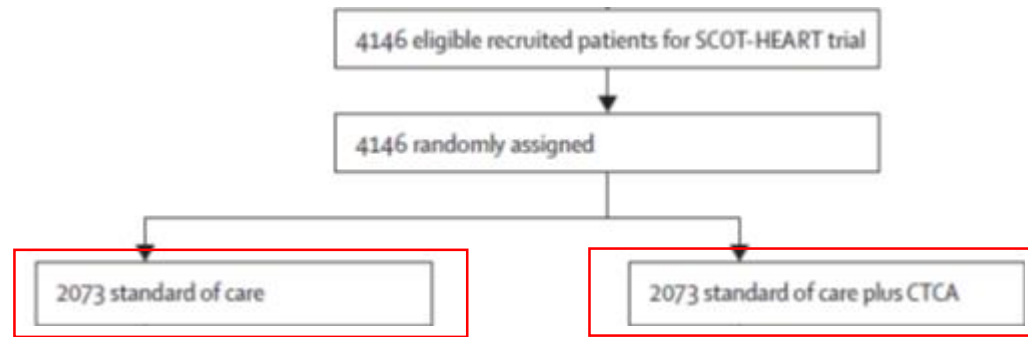 4146 eligible recruited patients for SCOT-HEART trial
4146 randomly assigned
2073 standard of care
2073 standard of care plus CTCA